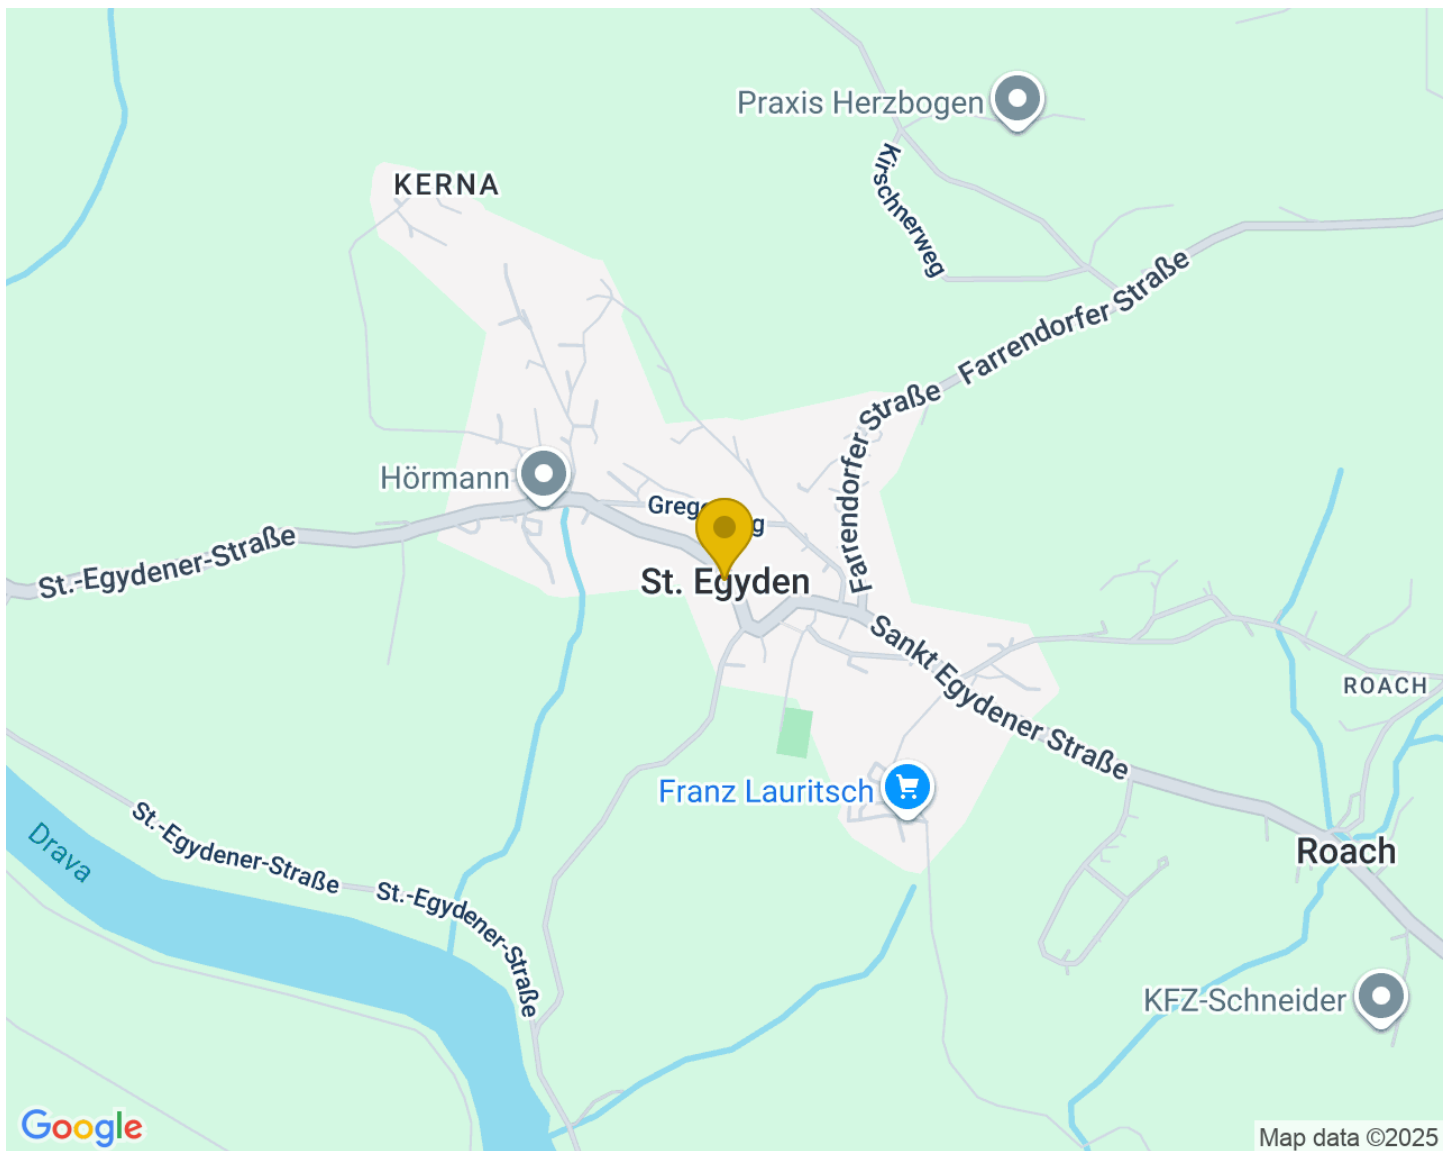 Praxis Herzbogen
KERNA
Kirschnerweg
Farrendorfer Straße
Farrendorfer Straße
Hörmann
St.-Egydener-Straße
St. Egyden
Sankt Egydener Straße
ROACH
Franz Lauritsch
St.-Egydener-Straße
St.-Egydener-Straße
Drava
Roach
KFZ-Schneider
Google
Map data ©2025